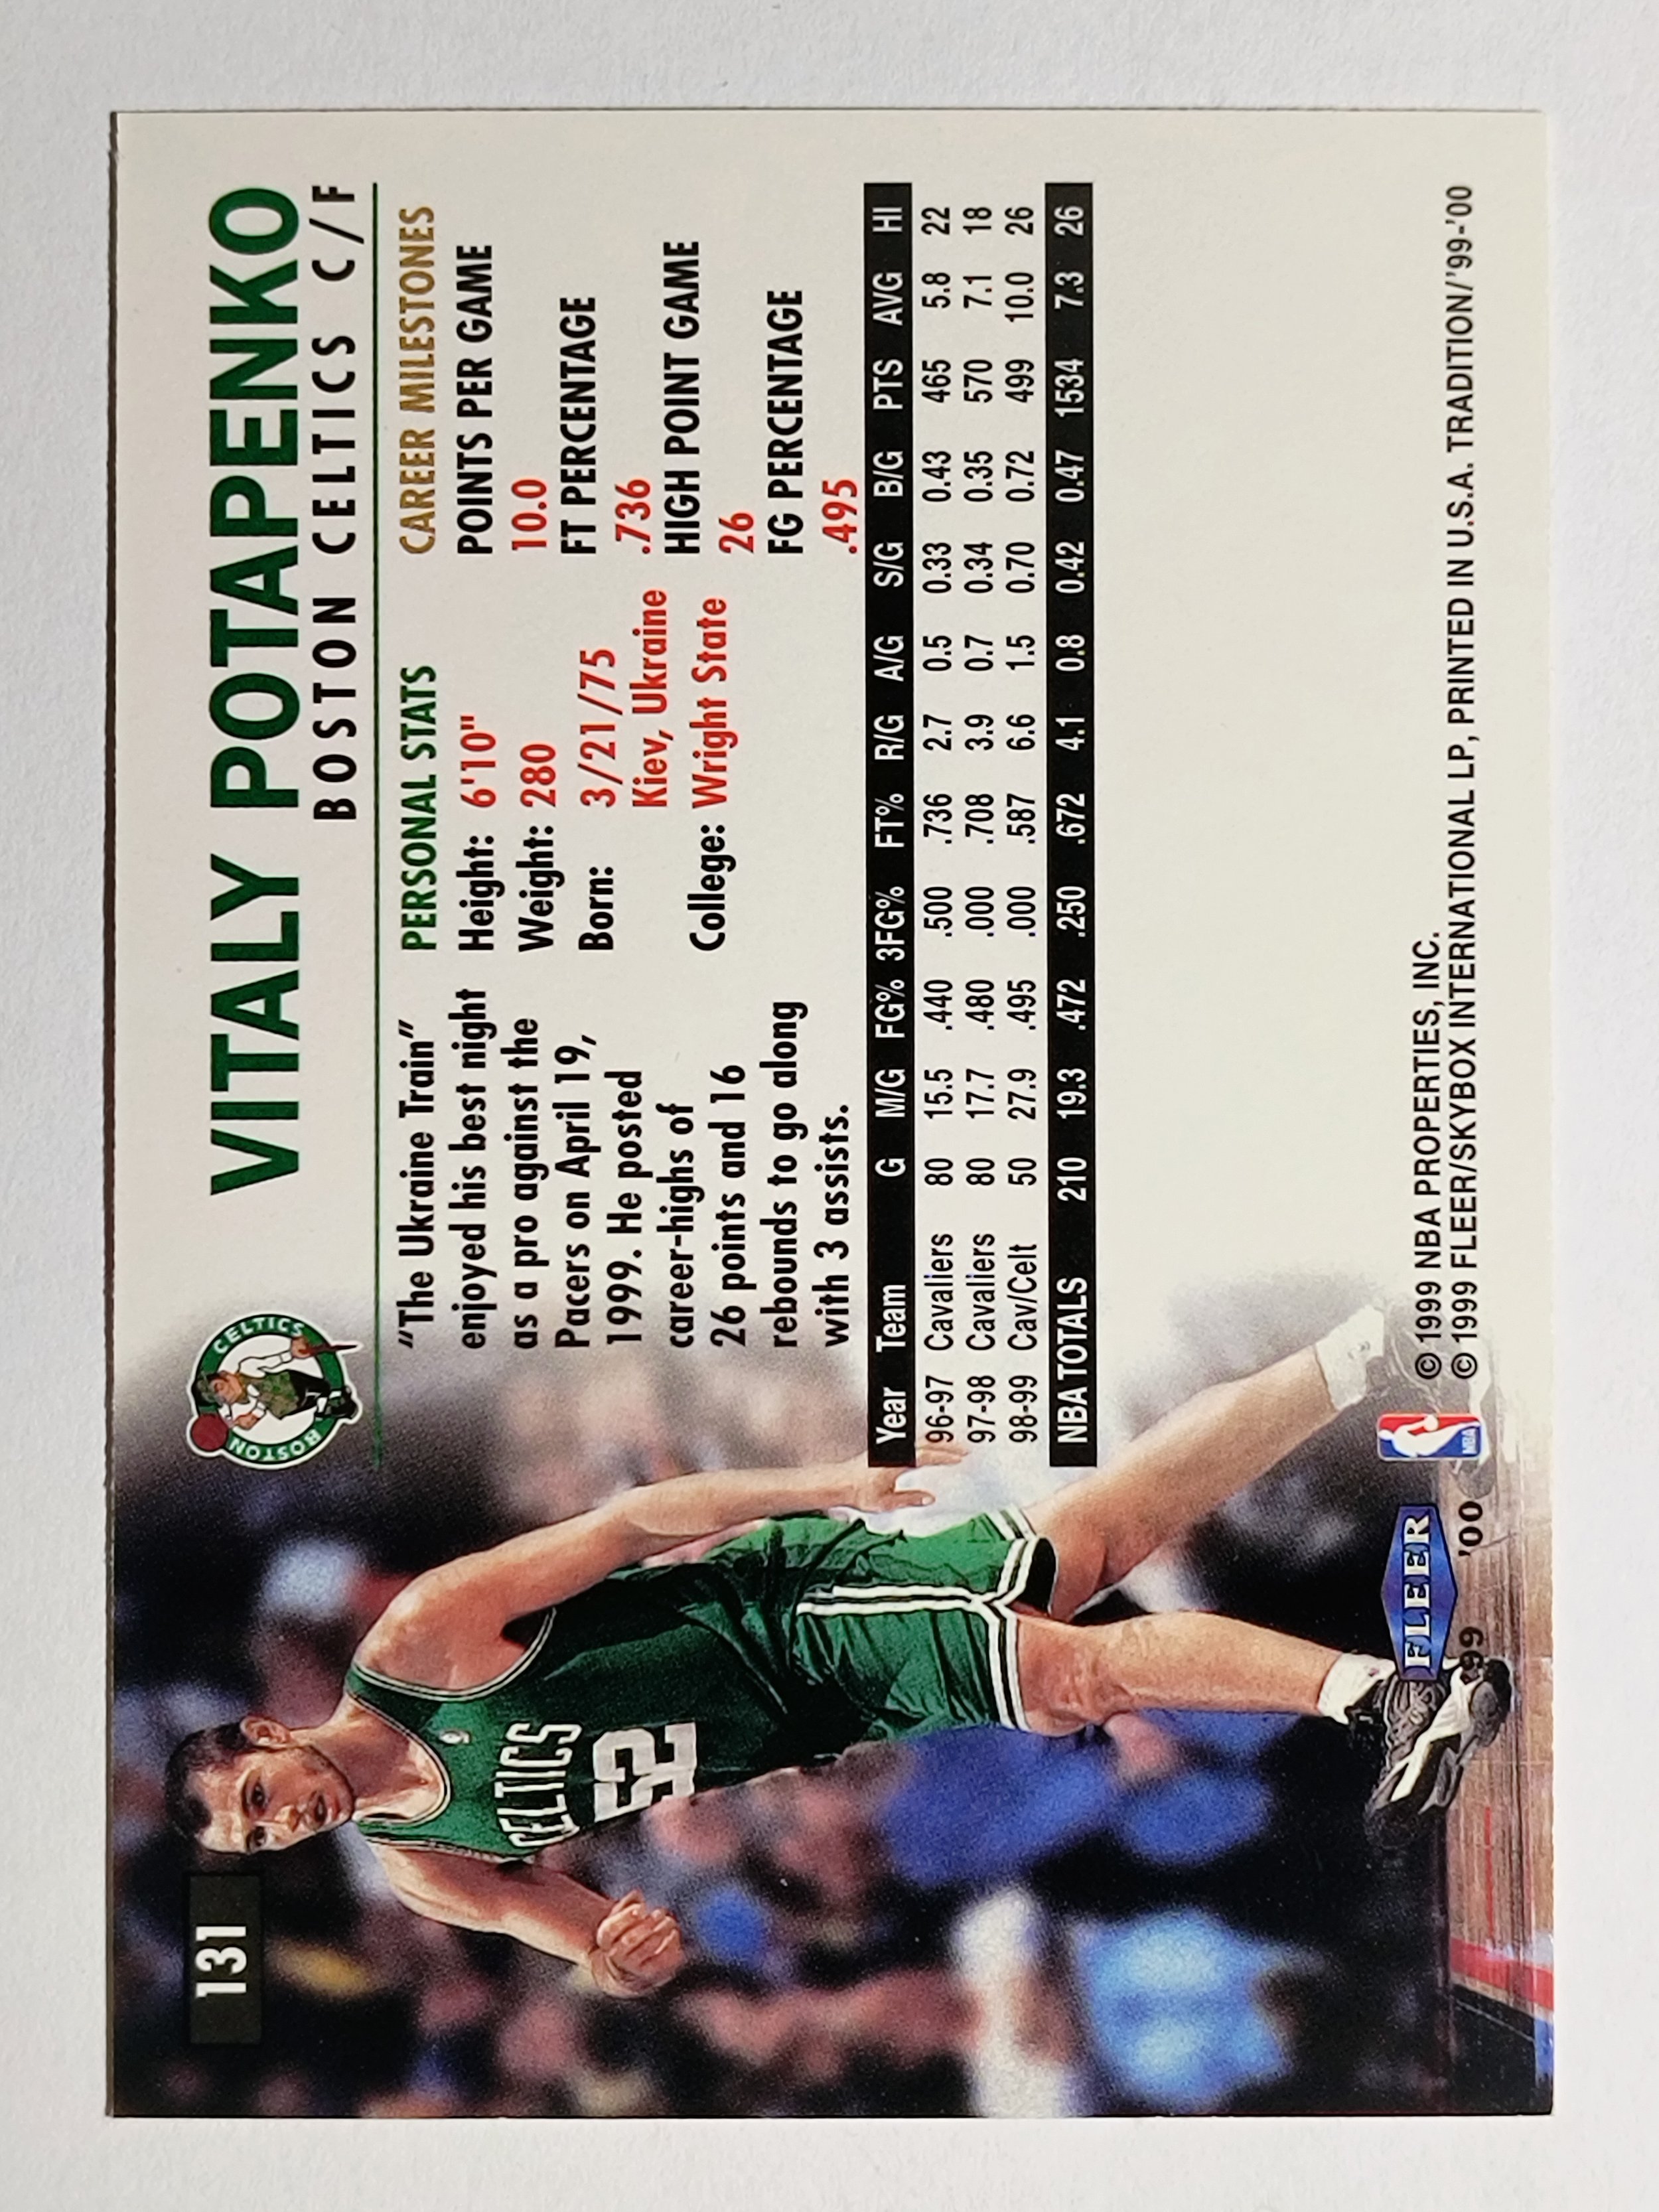 131
BOSTON CELTICS
VITALY POTAPENKO
BOSTON CELTICS C/F
"The Ukraine Train"
enjoyed his best night
as a pro against the
Pacers on April 19,
1999. He posted
career-highs of
26 points and 16
rebounds to go along
with 3 assists.
PERSONAL STATS
Height: 6'10"
Weight: 280
Born: 3/21/75
Kiev, Ukraine
College: Wright State
CAREER MILESTONES
POINTS PER GAME
10.0
FT PERCENTAGE
.736
HIGH POINT GAME
26
FG PERCENTAGE
.495
Year Team G M/G FG% 3FG% FT% R/G A/G S/G B/G PTS AVG HI
96-97 Cavaliers 80 15.5 .440 .500 .736 2.7 0.5 0.33 0.43 465 5.8 22
97-98 Cavaliers 80 17.7 .480 .000 .708 3.9 0.7 0.34 0.35 570 7.1 18
98-99 Cav/Celt 50 27.9 .495 .000 .587 6.6 1.5 0.70 0.72 499 10.0 26
NBA TOTALS 210 19.3 .472 .250 .672 4.1 0.8 0.42 0.47 1534 7.3 26
CELTICS
52
FLEER
'99 '00
NBA
© 1999 NBA PROPERTIES, INC.
© 1999 FLEER/SKYBOX INTERNATIONAL LP, PRINTED IN U.S.A. TRADITION/'99-'00